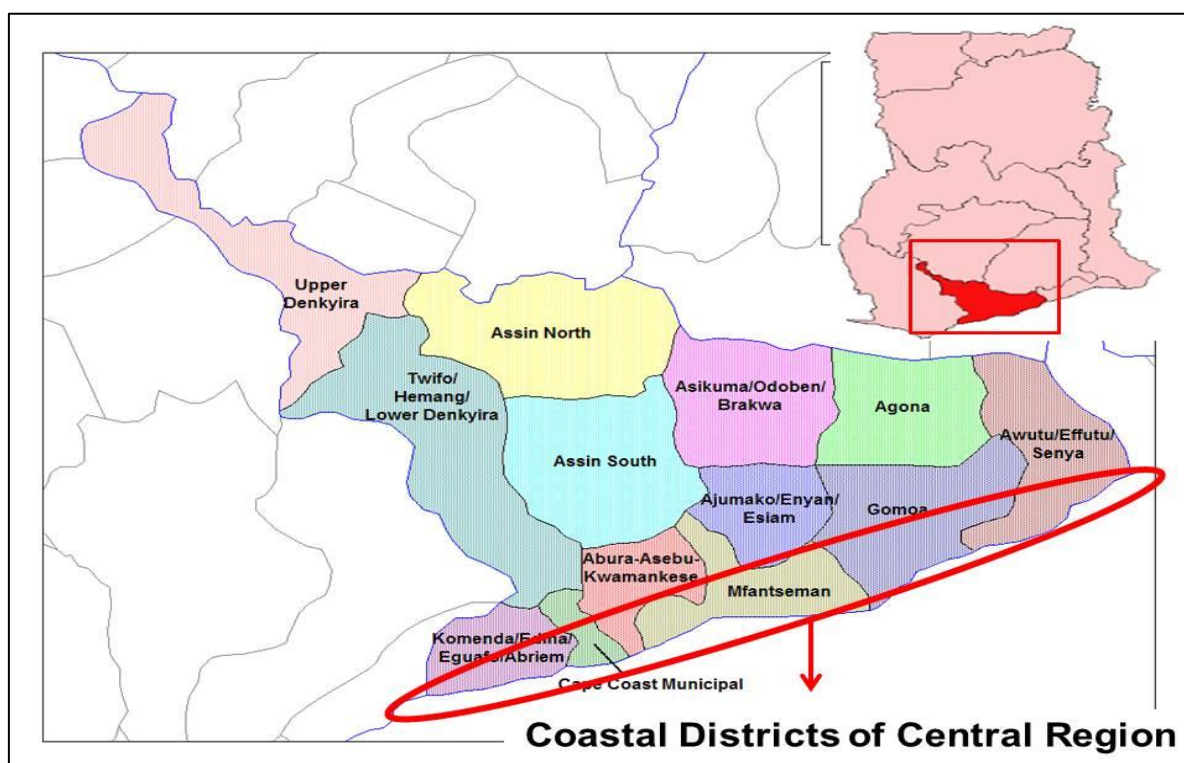 Upper
Denkyira
Assin North
Twifo/
Hemang/
Lower Denkyira
Asikuma/Odoben/
Brakwa
Agona
Awutu/Effutu/
Senya
Assin South
Ajumako/Enyan/
Esiam
Gomoa
Abura-Asebu-
Kwamankese
Mfantseman
Komenda/Edina/
Eguafo/Abriem
Cape Coast Municipal
Coastal Districts of Central Region